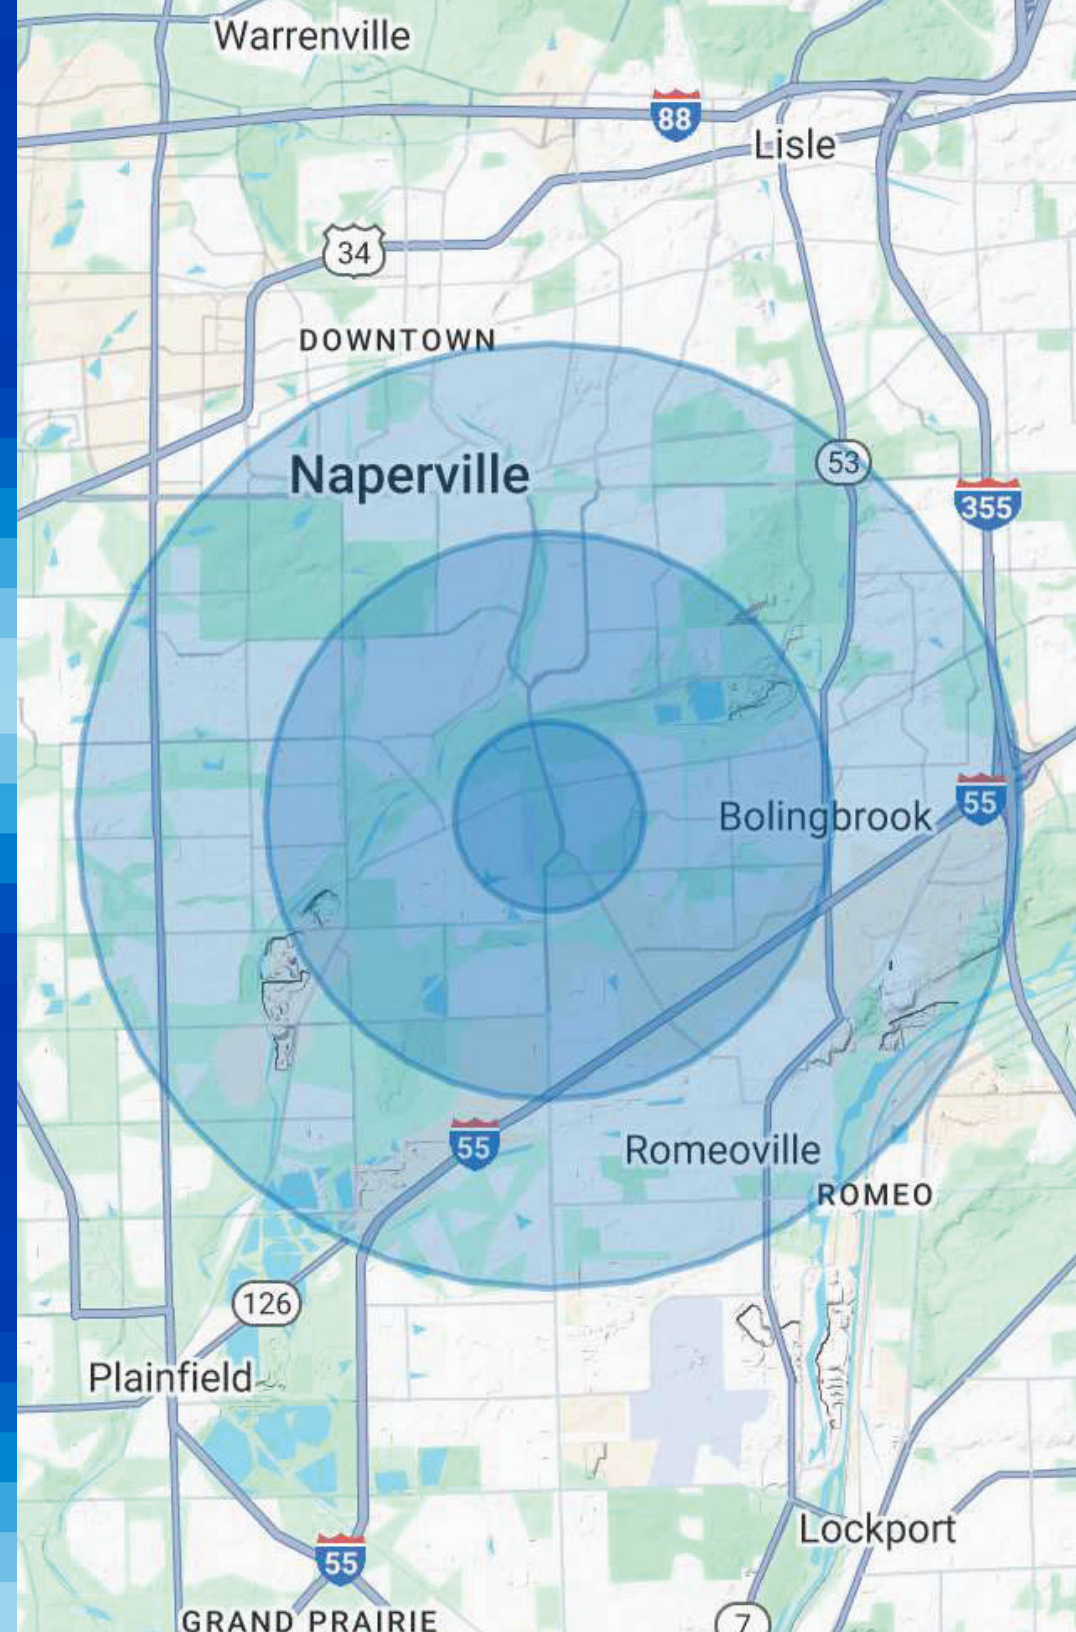 Warrenville
88
Lisle
34
DOWNTOWN
Naperville
53
355
55
Bolingbrook
55
Romeoville
ROMEO
126
Plainfield
Lockport
55
GRAND PRAIRIE
7